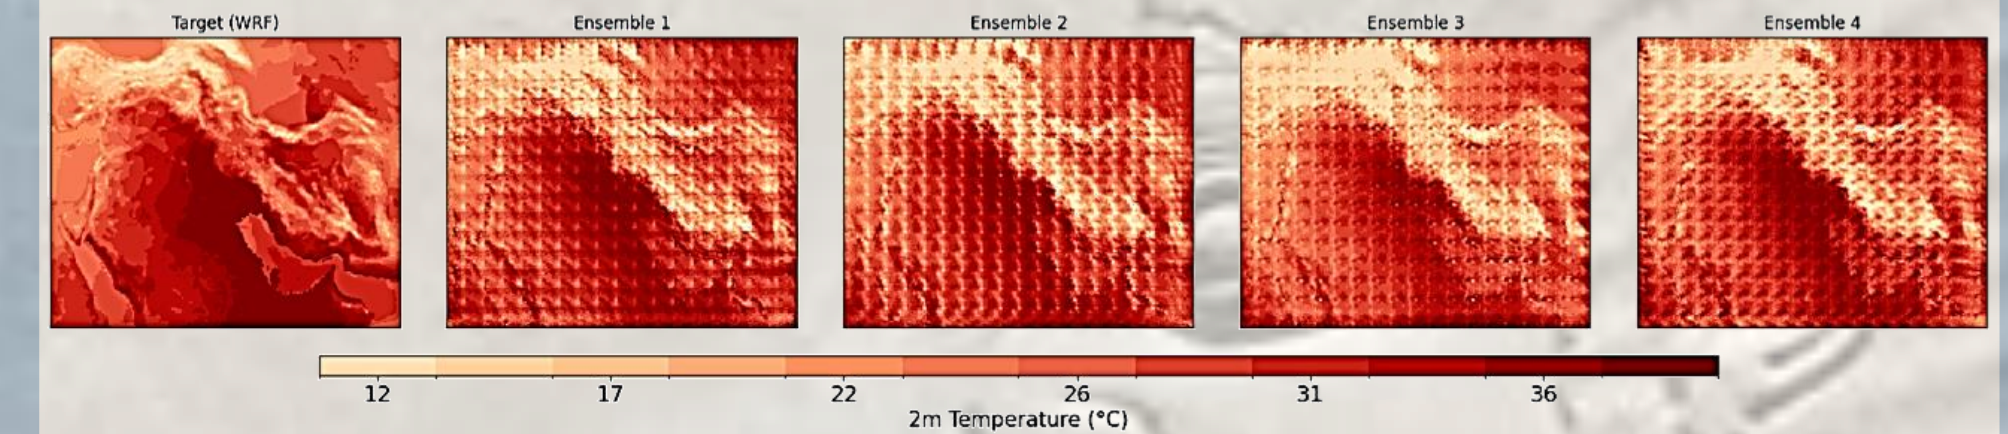 Target (WRF) Ensemble 1 Ensemble 2 Ensemble 3 Ensemble 4
12 17 22 26 31 36
2m Temperature (°C)